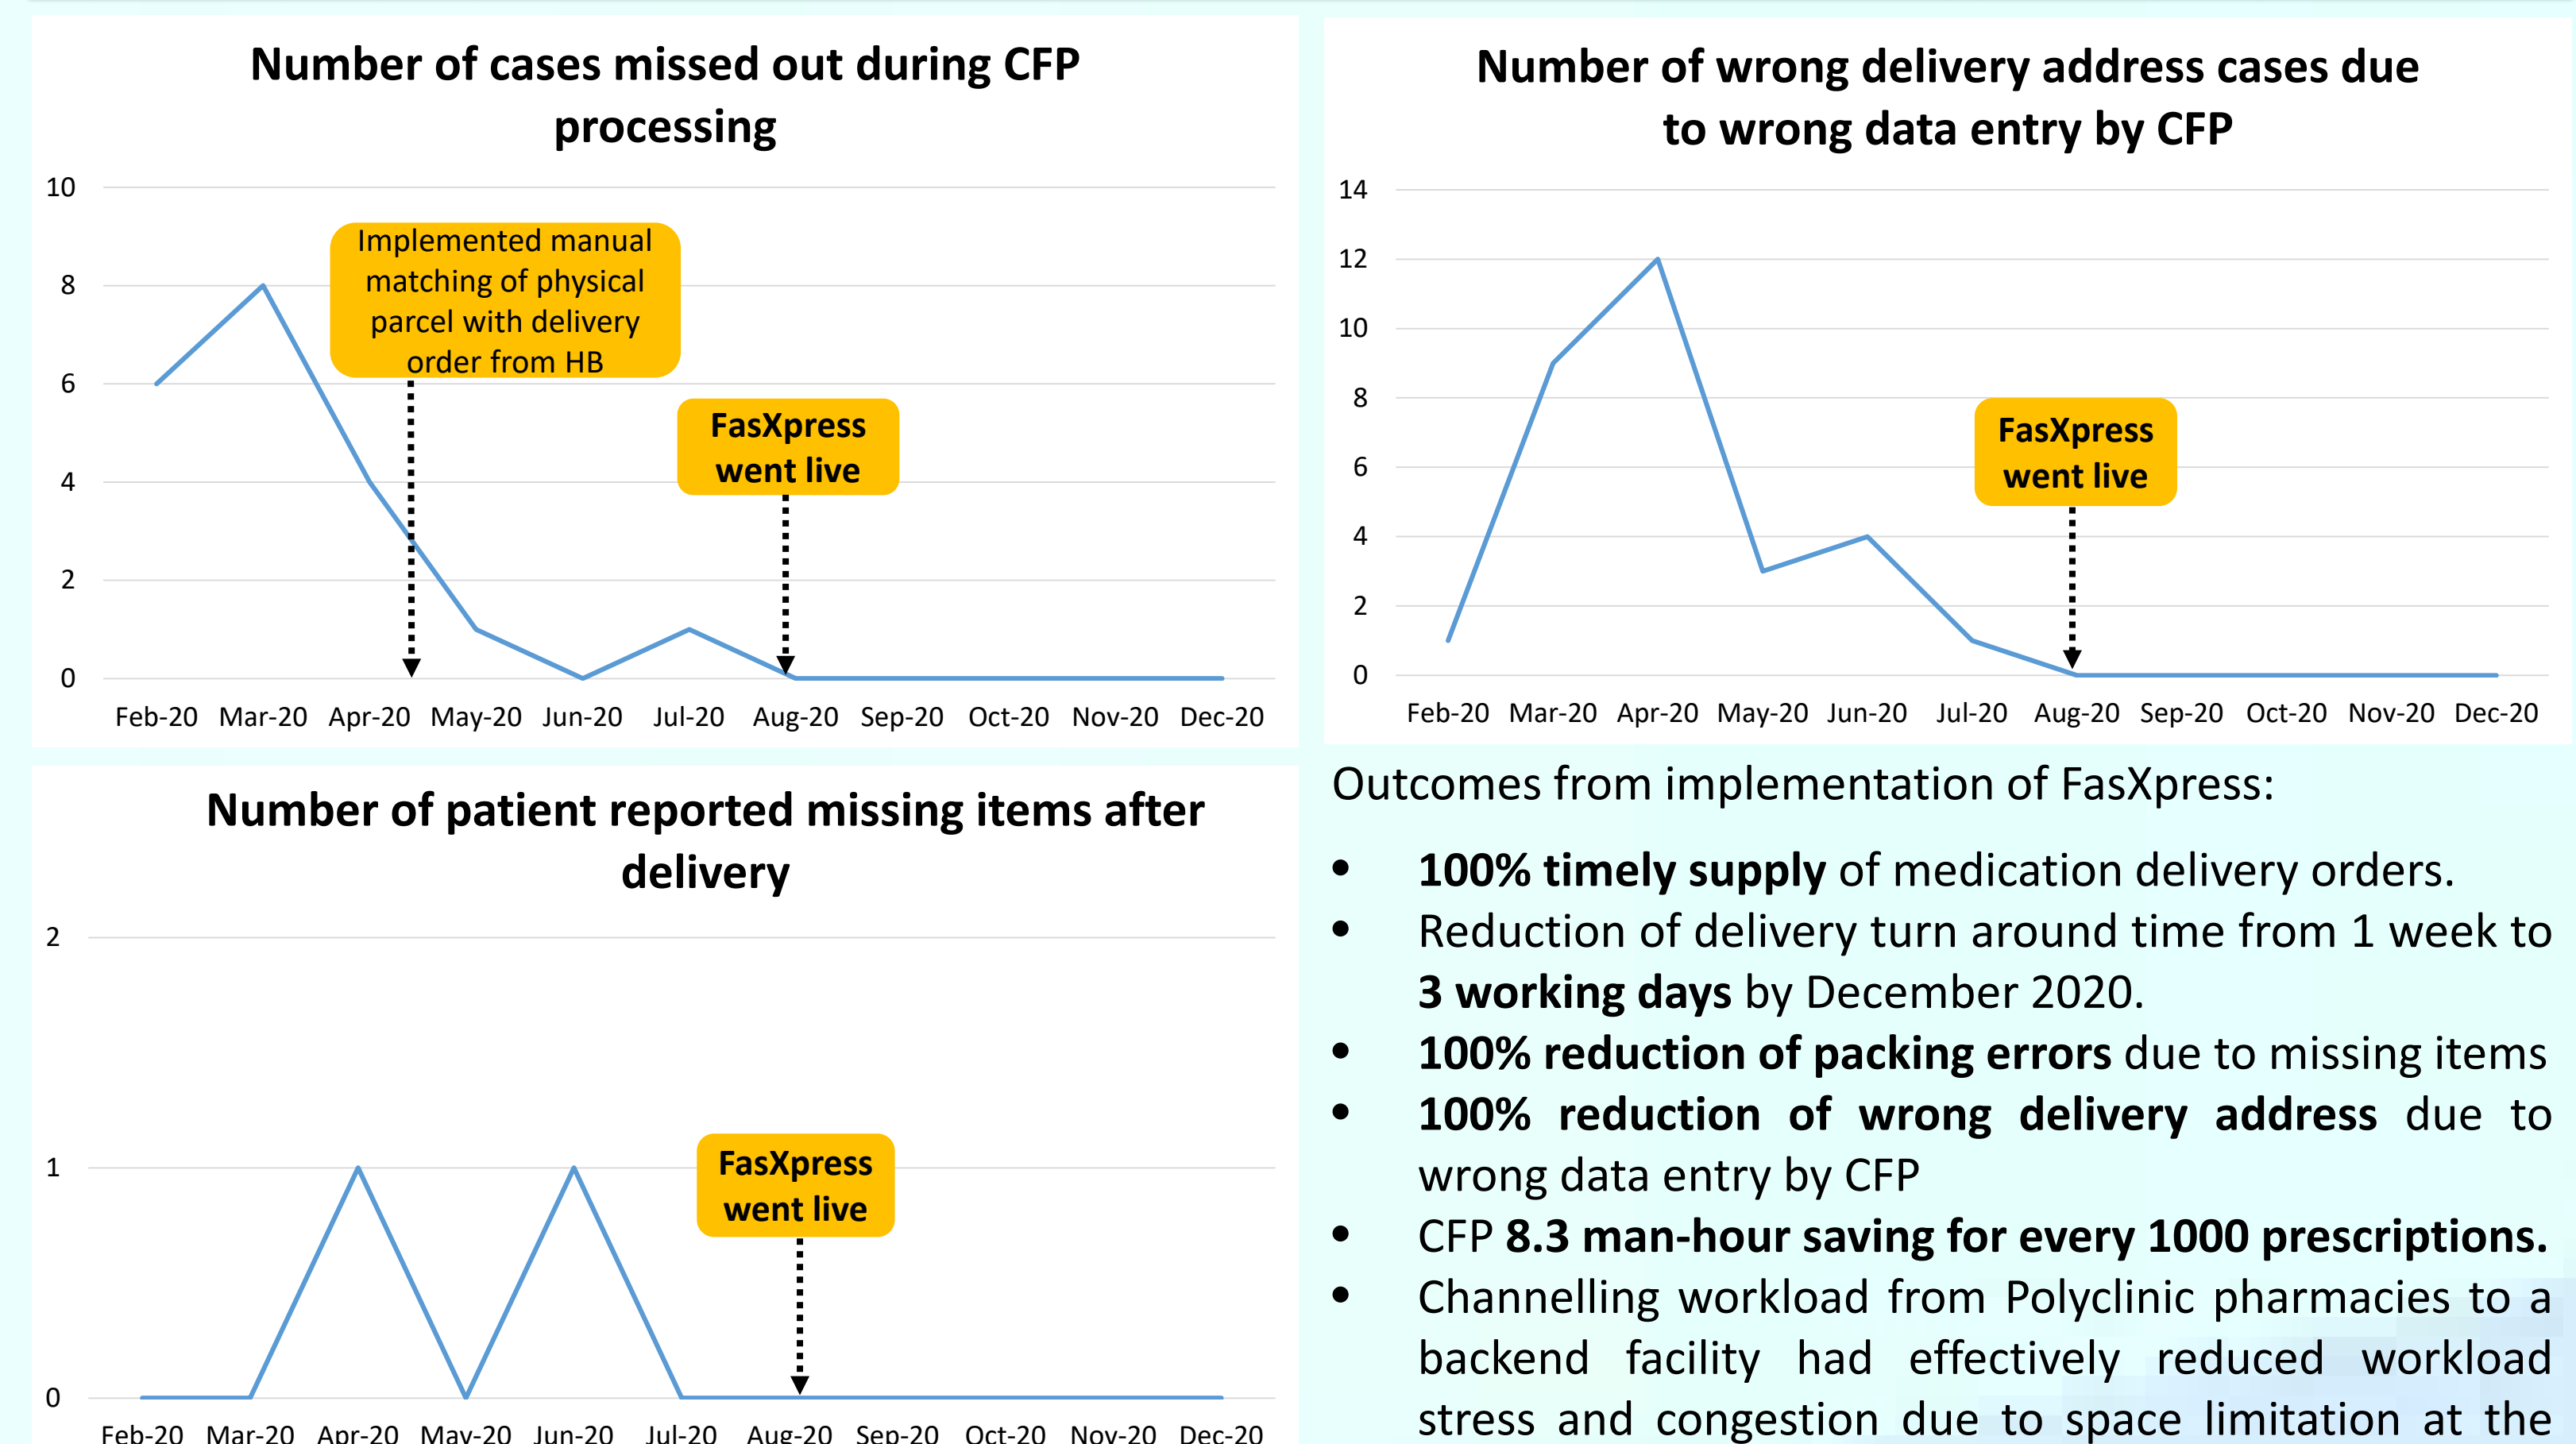 Number of cases missed out during CFP
processing
10
8
6
4
2
0
Implemented manual
matching of physical
parcel with delivery
order from HB
FasXpress
went live
Feb-20 Mar-20 Apr-20 May-20 Jun-20 Jul-20 Aug-20 Sep-20 Oct-20 Nov-20 Dec-20
Number of wrong delivery address cases due
to wrong data entry by CFP
14
12
10
8
6
4
2
0
FasXpress
went live
Feb-20 Mar-20 Apr-20 May-20 Jun-20 Jul-20 Aug-20 Sep-20 Oct-20 Nov-20 Dec-20
Number of patient reported missing items after
delivery
2
1
0
FasXpress
went live
Feb-20 Mar-20 Apr-20 May-20 Jun-20 Jul-20 Aug-20 Sep-20 Oct-20 Nov-20 Dec-20
Outcomes from implementation of FasXpress:
• 100% timely supply of medication delivery orders.
• Reduction of delivery turn around time from 1 week to
3 working days by December 2020.
• 100% reduction of packing errors due to missing items
• 100% reduction of wrong delivery address due to
wrong data entry by CFP
• CFP 8.3 man-hour saving for every 1000 prescriptions.
• Channelling workload from Polyclinic pharmacies to a
backend facility had effectively reduced workload
stress and congestion due to space limitation at the